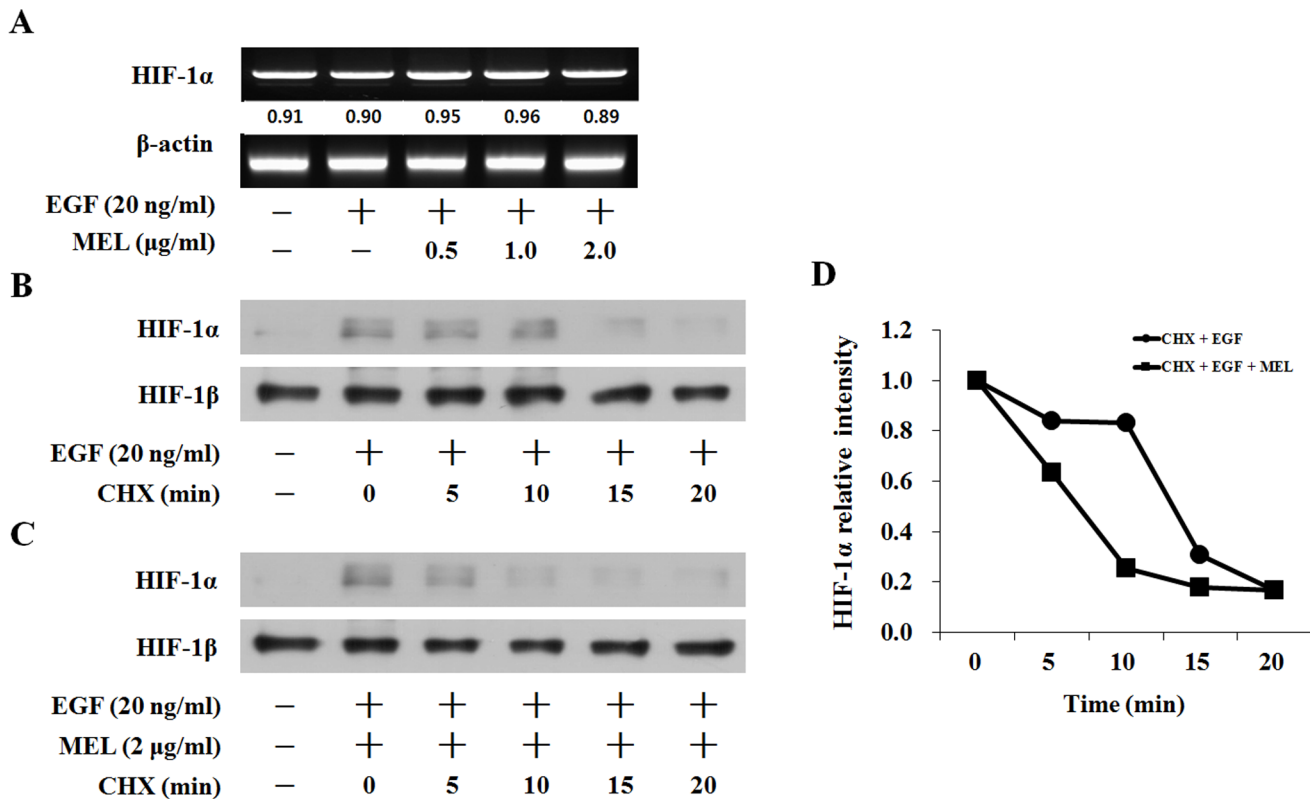 A
HIF-1α
0.91 0.90 0.95 0.96 0.89
β-actin
EGF (20 ng/ml) − + + + +
MEL (μg/ml) − − 0.5 1.0 2.0
B
HIF-1α
HIF-1β
EGF (20 ng/ml) − + + + + +
CHX (min) − 0 5 10 15 20
C
HIF-1α
HIF-1β
EGF (20 ng/ml) − + + + + +
MEL (2 μg/ml) − + + + + +
CHX (min) − 0 5 10 15 20
D
HIF-1α relative intensity
1.2
1.0
0.8
0.6
0.4
0.2
0.0
CHX + EGF
CHX + EGF + MEL
0 5 10 15 20
Time (min)